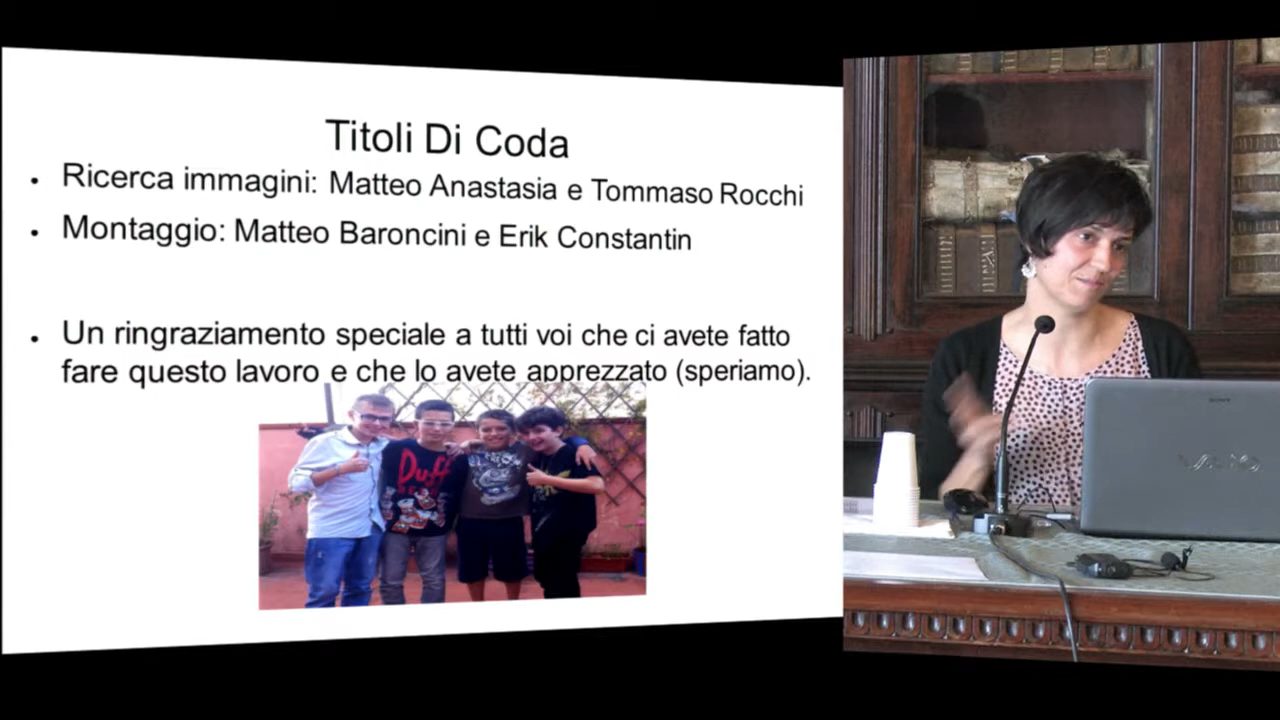 Titoli Di Coda
• Ricerca immagini: Matteo Anastasia e Tommaso Rocchi
• Montaggio: Matteo Baroncini e Erik Constantin
• Un ringraziamento speciale a tutti voi che ci avete fatto
fare questo lavoro e che lo avete apprezzato (speriamo).
Duff
SONY
VAIO